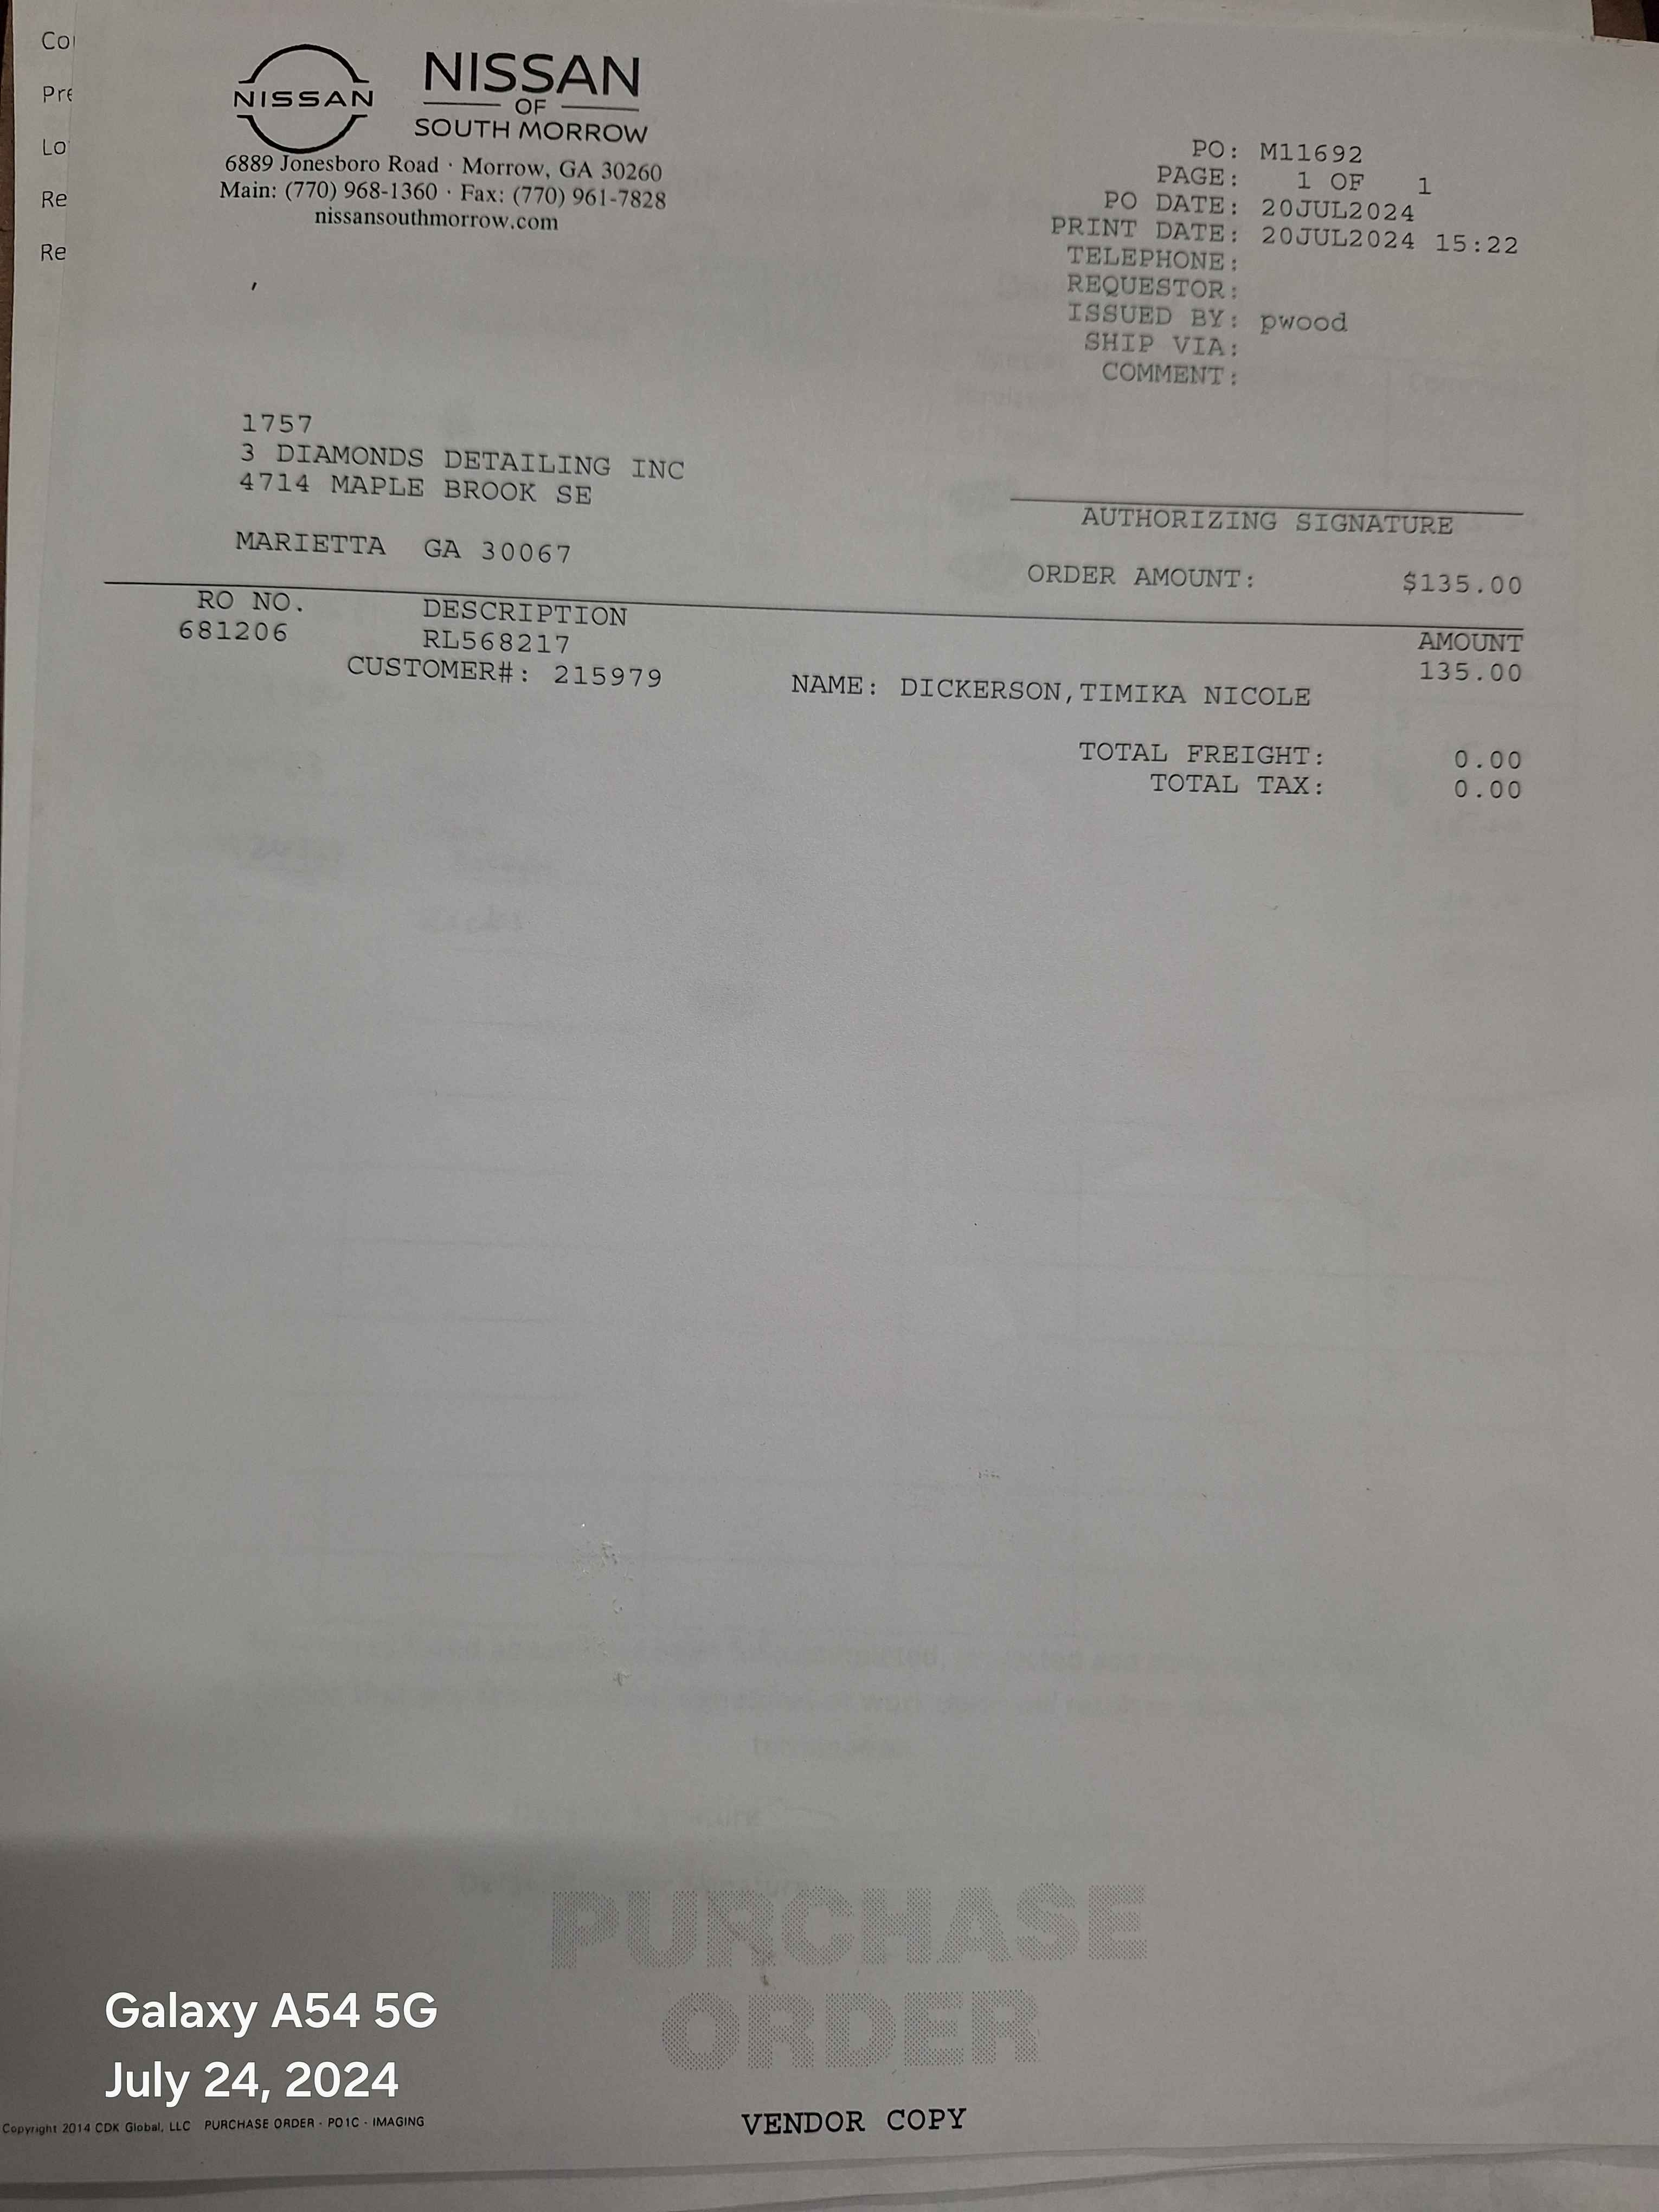 Co
Pre
Lo
Re
Re
NISSAN
NISSAN
OF
SOUTH MORROW
6889 Jonesboro Road · Morrow, GA 30260
Main: (770) 968-1360 · Fax: (770) 961-7828
nissansouthmorrow.com
PO: M11692
PAGE: 1 OF 1
PO DATE: 20JUL2024
PRINT DATE: 20JUL2024 15:22
TELEPHONE:
REQUESTOR:
ISSUED BY: pwood
SHIP VIA:
COMMENT:
1757
3 DIAMONDS DETAILING INC
4714 MAPLE BROOK SE
MARIETTA GA 30067
AUTHORIZING SIGNATURE
ORDER AMOUNT: $135.00
RO NO. DESCRIPTION AMOUNT
681206 RL568217 135.00
CUSTOMER#: 215979 NAME: DICKERSON,TIMIKA NICOLE
TOTAL FREIGHT: 0.00
TOTAL TAX: 0.00
PURCHASE
ORDER
Galaxy A54 5G
July 24, 2024
Copyright 2014 CDK Global, LLC PURCHASE ORDER - PO1C - IMAGING
VENDOR COPY